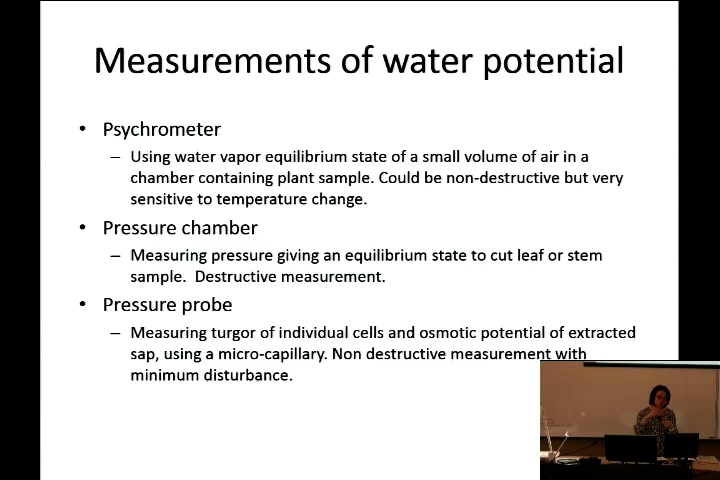 Measurements of water potential
• Psychrometer
– Using water vapor equilibrium state of a small volume of air in a
chamber containing plant sample. Could be non-destructive but very
sensitive to temperature change.
• Pressure chamber
– Measuring pressure giving an equilibrium state to cut leaf or stem
sample. Destructive measurement.
• Pressure probe
– Measuring turgor of individual cells and osmotic potential of extracted
sap, using a micro-capillary. Non destructive measurement with
minimum disturbance.